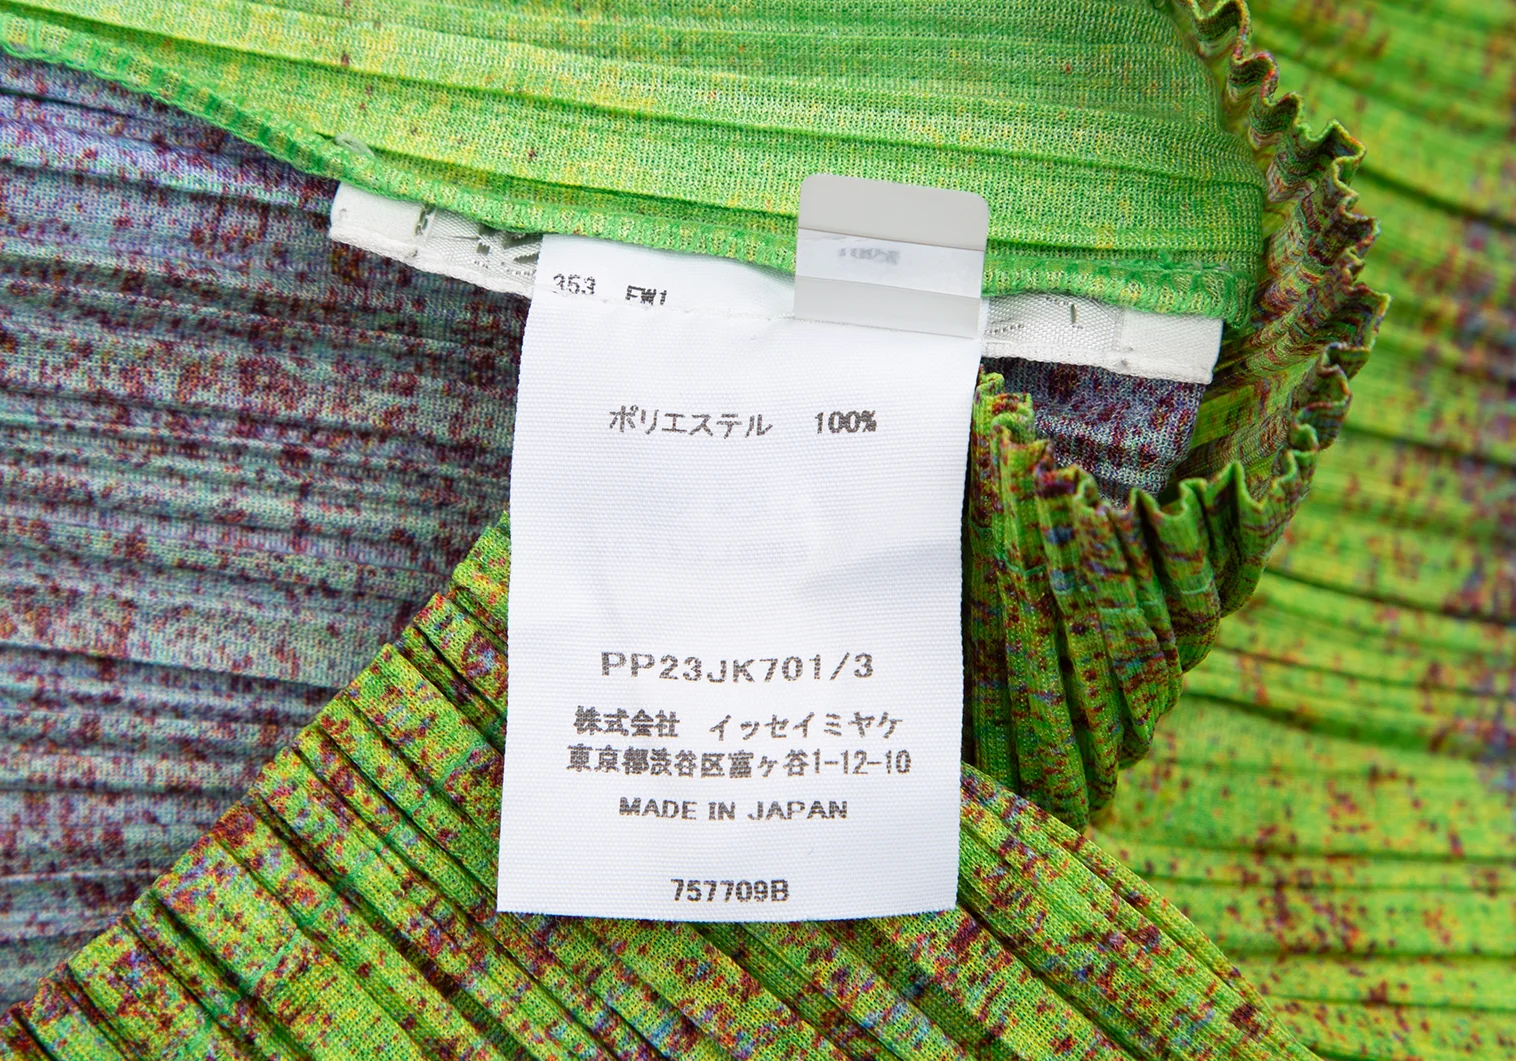 353 FW1
ポリエステル 100%
PP23JK701/3
株式会社 イッセイミヤケ
東京都渋谷区富ヶ谷1-12-10
MADE IN JAPAN
757709B